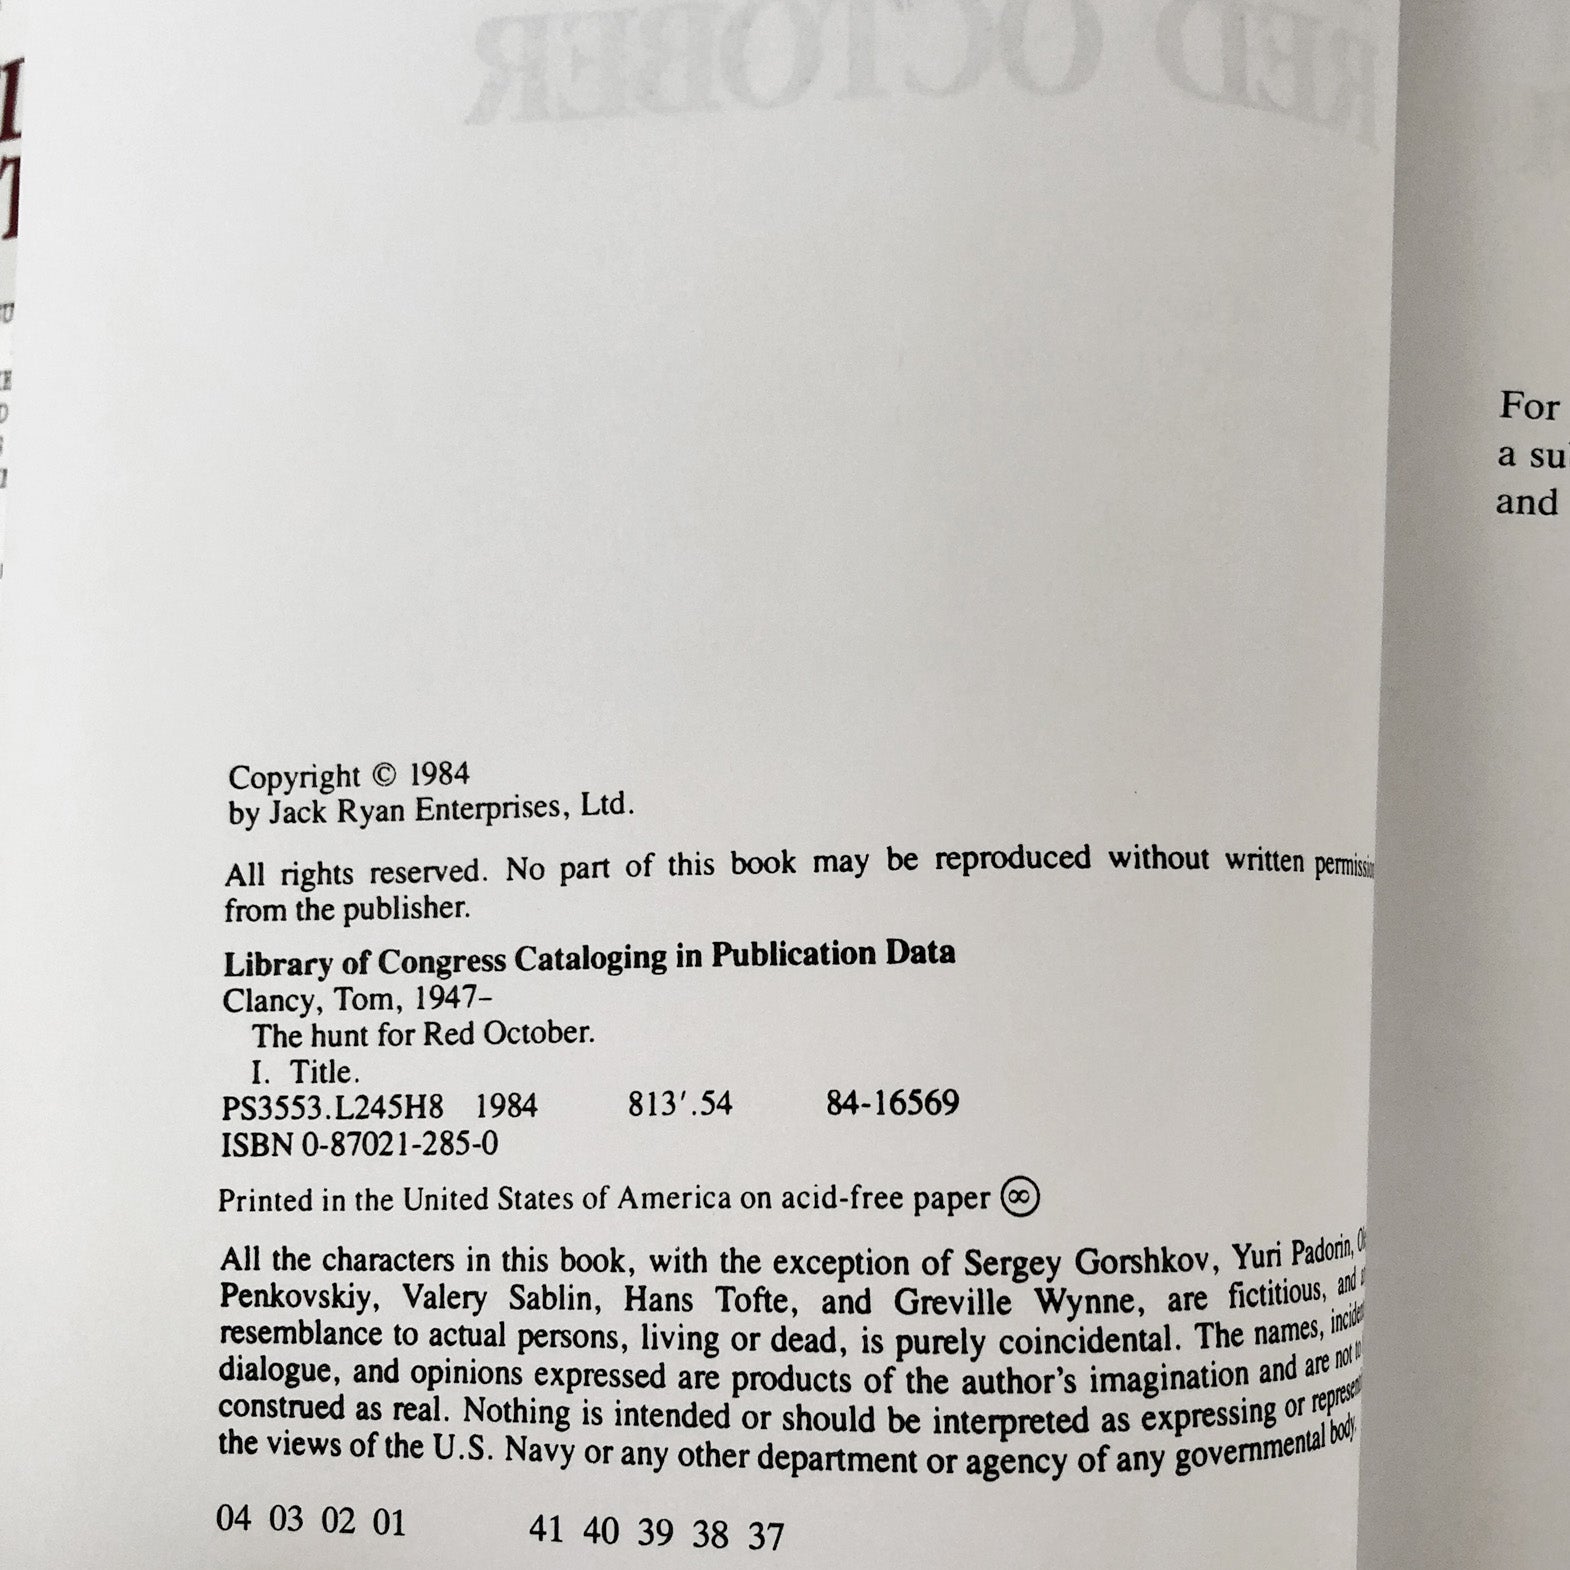 RED OCTOBER
Copyright © 1984
by Jack Ryan Enterprises, Ltd.
All rights reserved. No part of this book may be reproduced without written
from the publisher.
Library of Congress Cataloging in Publication Data
Clancy, Tom, 1947–
The hunt for Red October.
I. Title.
PS3553.L245H8 1984 813'.54 84-16569
ISBN 0-87021-285-0
Printed in the United States of America on acid-free paper ♾
All the characters in this book, with the exception of Sergey Gorshkov, Yuri Padorin,
Penkovskiy, Valery Sablin, Hans Tofte, and Greville Wynne, are fictitious, and
resemblance to actual persons, living or dead, is purely coincidental. The names,
dialogue, and opinions expressed are products of the author's imagination and are not
construed as real. Nothing is intended or should be interpreted as expressing or
the views of the U.S. Navy or any other department or agency of any governmental body.
04 03 02 01 41 40 39 38 37
For
a
and